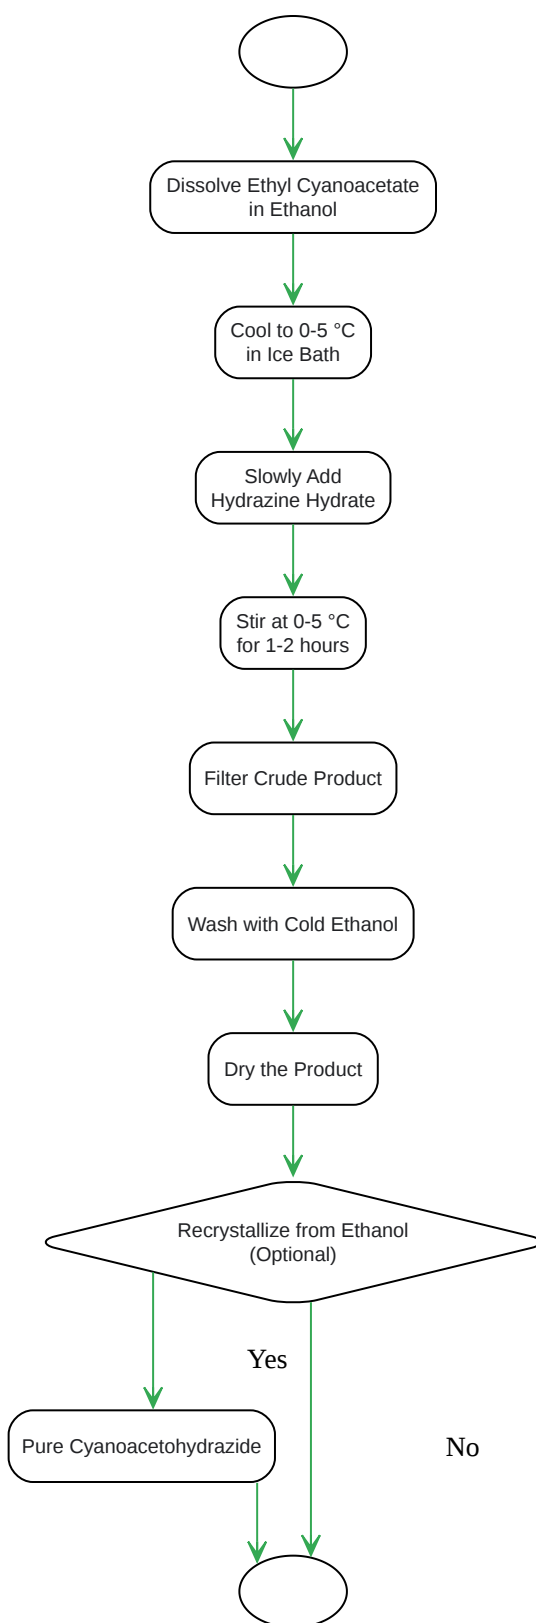 Dissolve Ethyl Cyanoacetate
in Ethanol
Cool to 0-5 °C
in Ice Bath
Slowly Add
Hydrazine Hydrate
Stir at 0-5 °C
for 1-2 hours
Filter Crude Product
Wash with Cold Ethanol
Dry the Product
Recrystallize from Ethanol
(Optional)
Yes
Pure Cyanoacetohydrazide
No